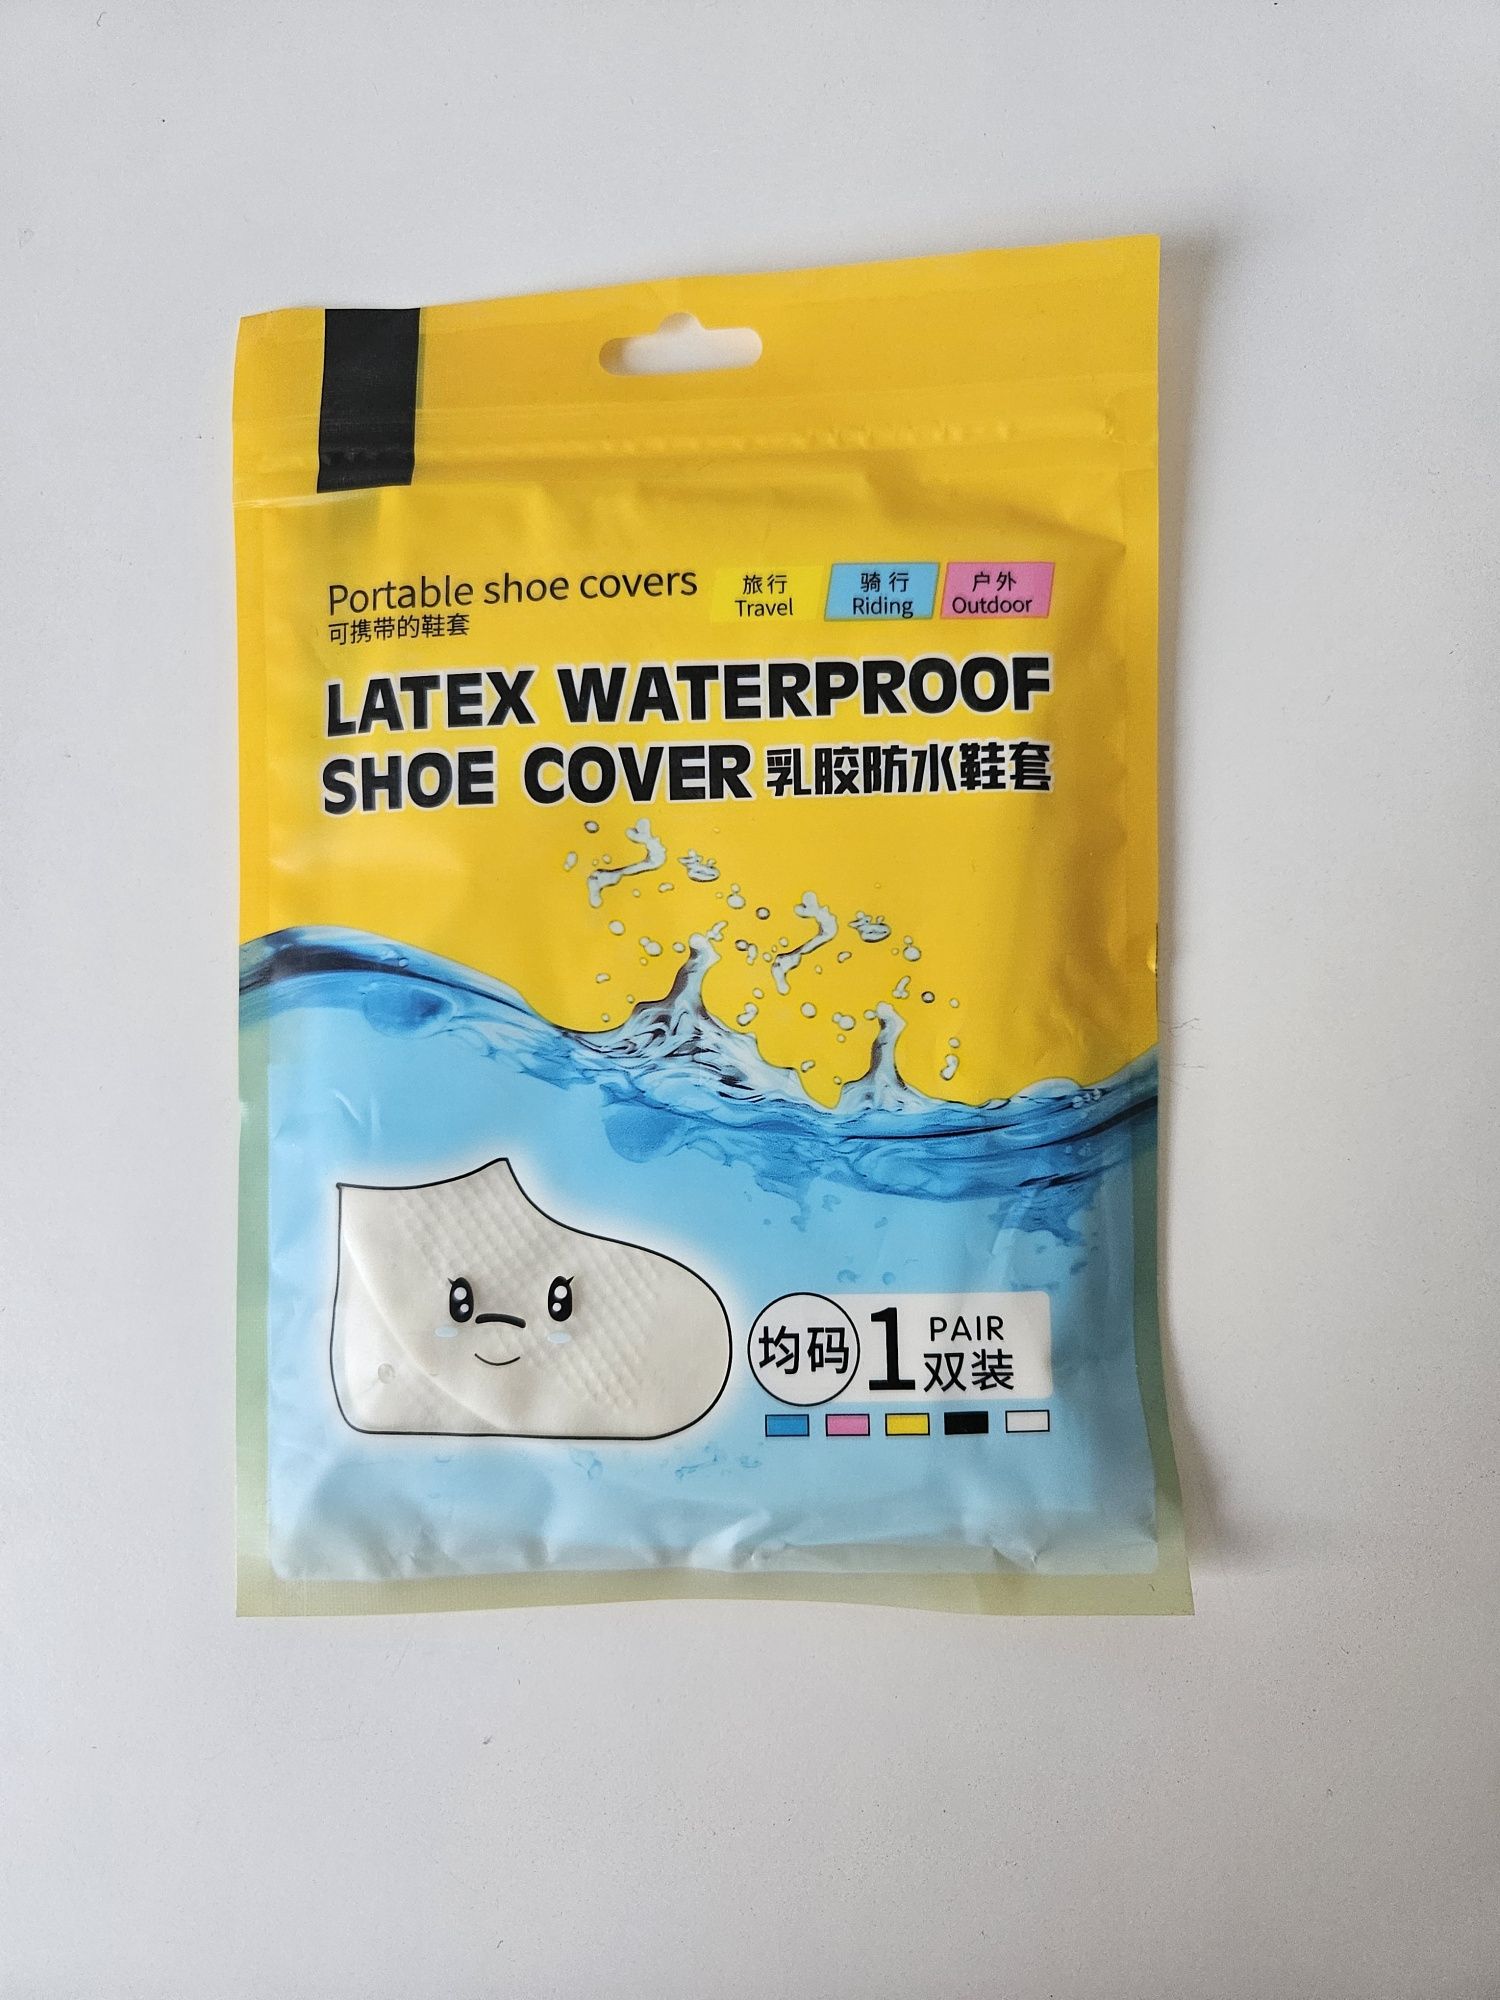 Portable shoe covers
可携带的鞋套
旅行
Travel
骑行
Riding
户外
Outdoor
LATEX WATERPROOF
SHOE COVER 乳胶防水鞋套
均码
1 PAIR
双装